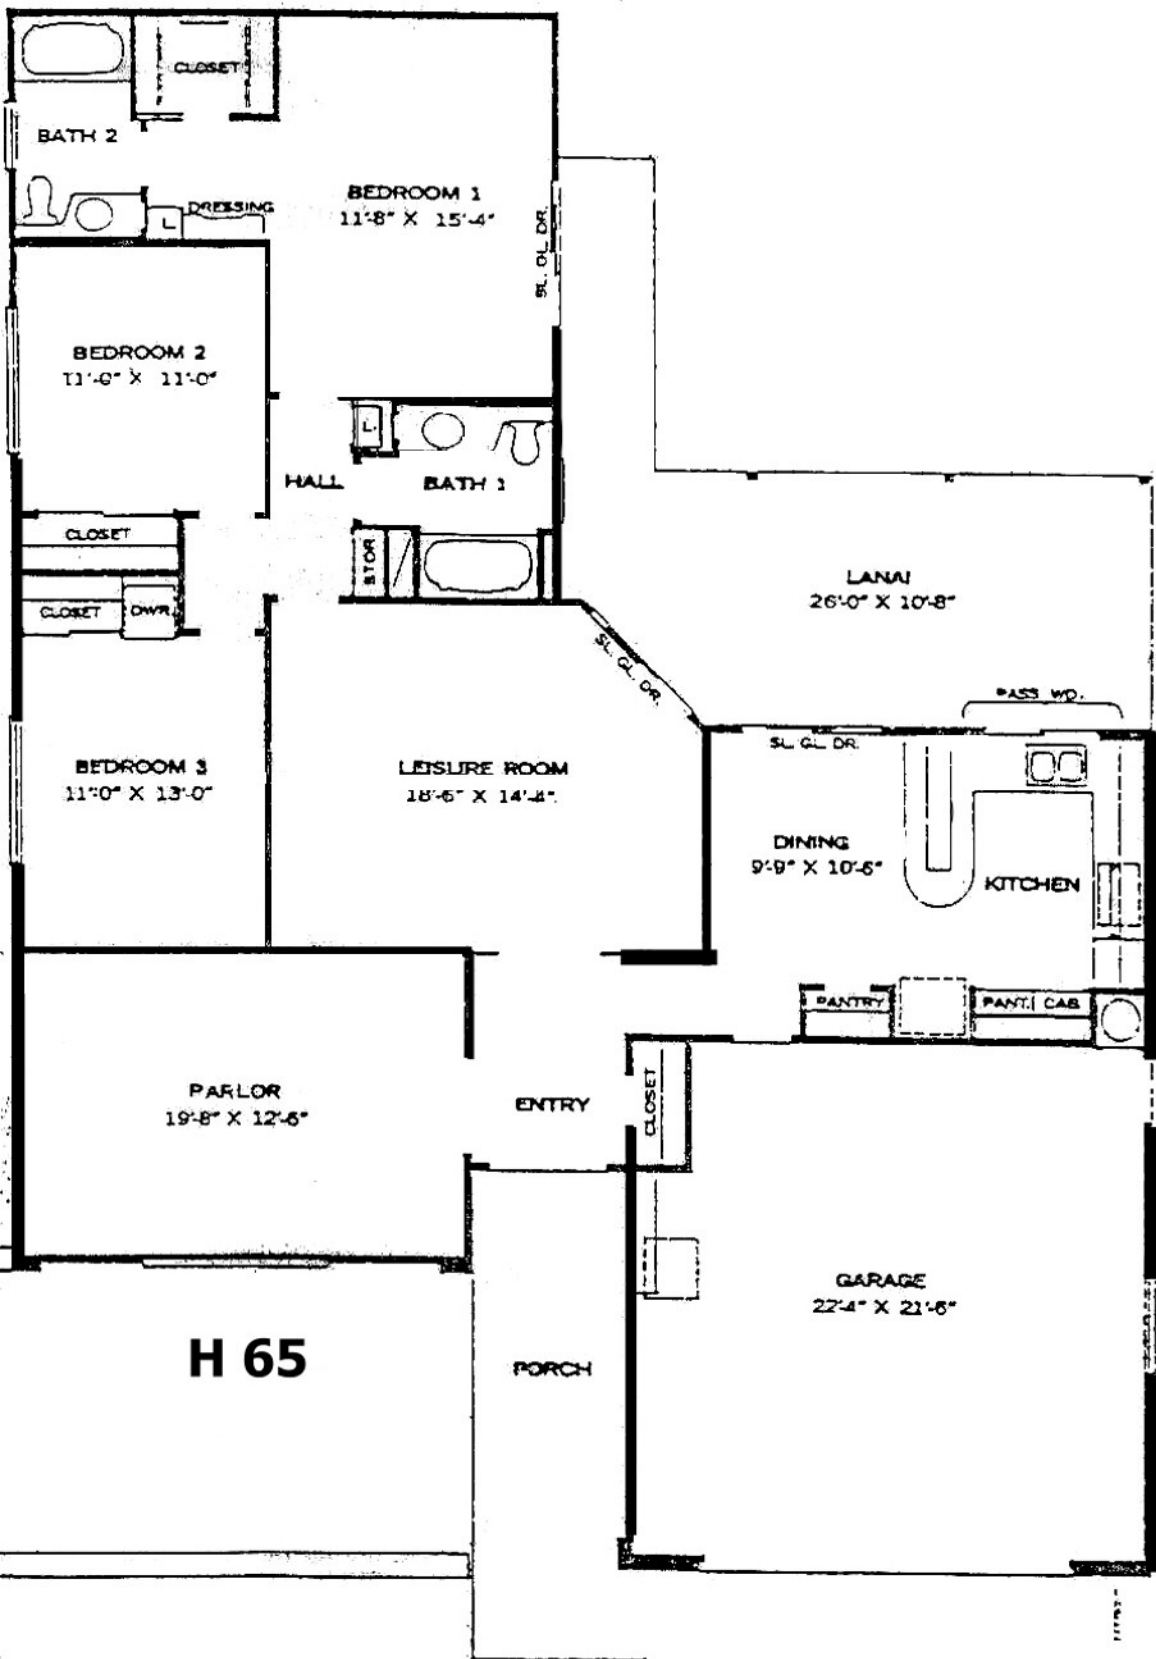 CLOSET
BATH 2
BEDROOM 1
11'-8" X 15'-4"
DRESSING
L
SL. GL. DR.
BEDROOM 2
11'-0"
L.
HALL
BATH 1
CLOSET
STOR.
CLOSET
DWR.
LANAI
26'-0" X 10'-8"
SL. GL. DR.
PASS WD.
SL. GL. DR.
BEDROOM 3
11'-0" X 13'-0"
LEISURE ROOM
18'-6" X 14'-4"
DINING
9'-9" X 10'-6"
KITCHEN
PANTRY
PANT. CAB.
PARLOR
19'-8" X 12'-6"
ENTRY
CLOSET
GARAGE
22'-4" X 21'-6"
H 65
PORCH